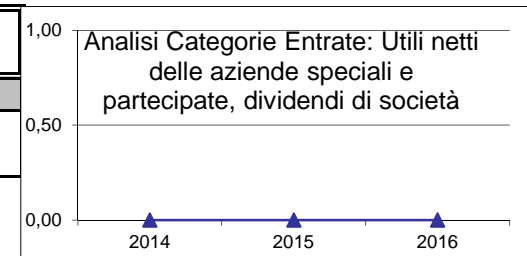 1,00
Analisi Categorie Entrate: Utili netti
delle aziende speciali e
partecipate, dividendi di società
0,50
0,00
2014 2015 2016